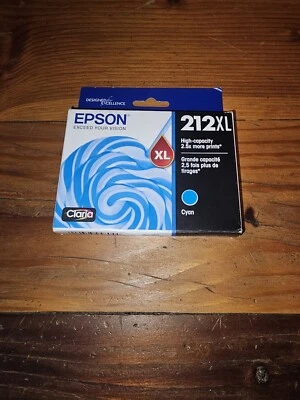 DESIGNED for EXCELLENCE
EPSON
EXCEED YOUR VISION
212XL
XL
High-capacity
2.5x more prints*
Grande capacité
2,5 fois plus de
tirages*
Cyan
Claria